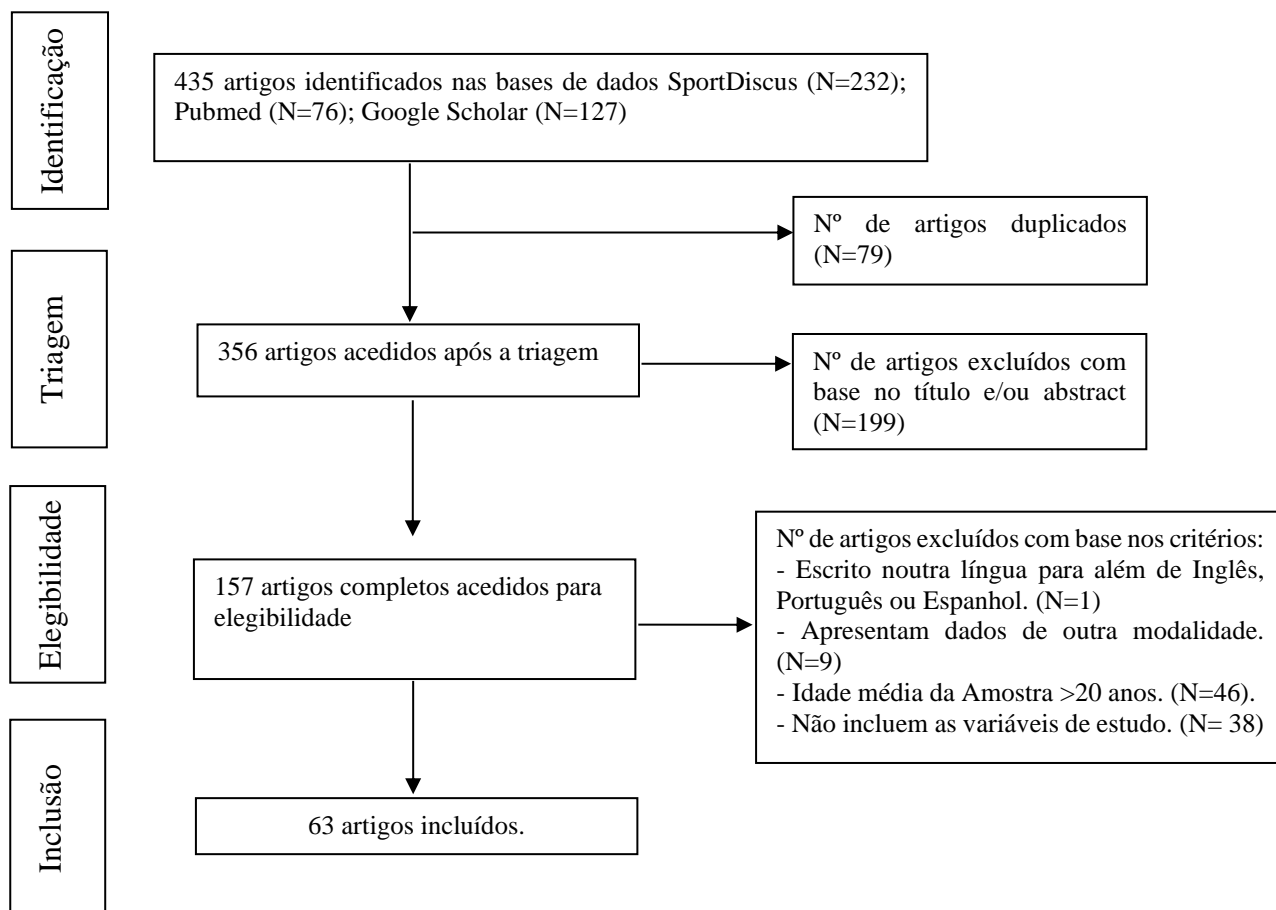 Identificação
435 artigos identificados nas bases de dados SportDiscus (N=232);
Pubmed (N=76); Google Scholar (N=127)
Nº de artigos duplicados
(N=79)
Triagem
356 artigos acedidos após a triagem
Nº de artigos excluídos com
base no título e/ou abstract
(N=199)
Elegibilidade
157 artigos completos acedidos para
elegibilidade
Nº de artigos excluídos com base nos critérios:
- Escrito noutra língua para além de Inglês,
Português ou Espanhol. (N=1)
- Apresentam dados de outra modalidade.
(N=9)
- Idade média da Amostra >20 anos. (N=46).
- Não incluem as variáveis de estudo. (N= 38)
Inclusão
63 artigos incluídos.